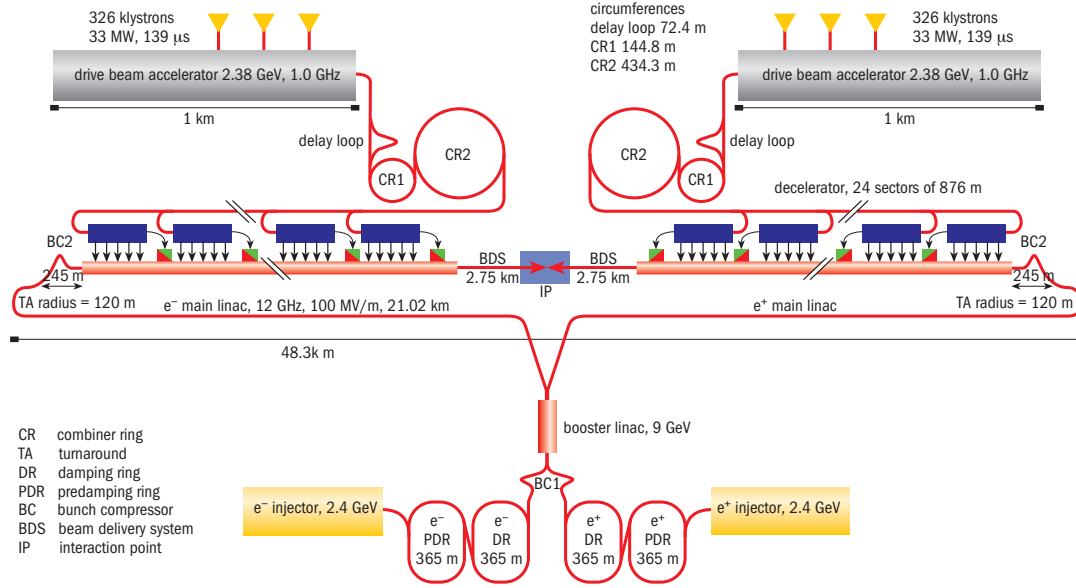 326 klystrons
33 MW, 139 μs
drive beam accelerator 2.38 GeV, 1.0 GHz
1 km
delay loop
CR1
CR2
circumferences
delay loop 72.4 m
CR1 144.8 m
CR2 434.3 m
326 klystrons
33 MW, 139 μs
drive beam accelerator 2.38 GeV, 1.0 GHz
1 km
delay loop
CR2
CR1
decelerator, 24 sectors of 876 m
BC2
245 m
TA radius = 120 m
BDS
2.75 km
IP
BDS
2.75 km
BC2
245 m
TA radius = 120 m
e⁻ main linac, 12 GHz, 100 MV/m, 21.02 km
e⁺ main linac
48.3k m
booster linac, 9 GeV
BC1
CR combiner ring
TA turnaround
DR damping ring
PDR predamping ring
BC bunch compressor
BDS beam delivery system
IP interaction point
e⁻ injector, 2.4 GeV
e⁻
PDR
365 m
e⁻
DR
365 m
e⁺
DR
365 m
e⁺
PDR
365 m
e⁺ injector, 2.4 GeV